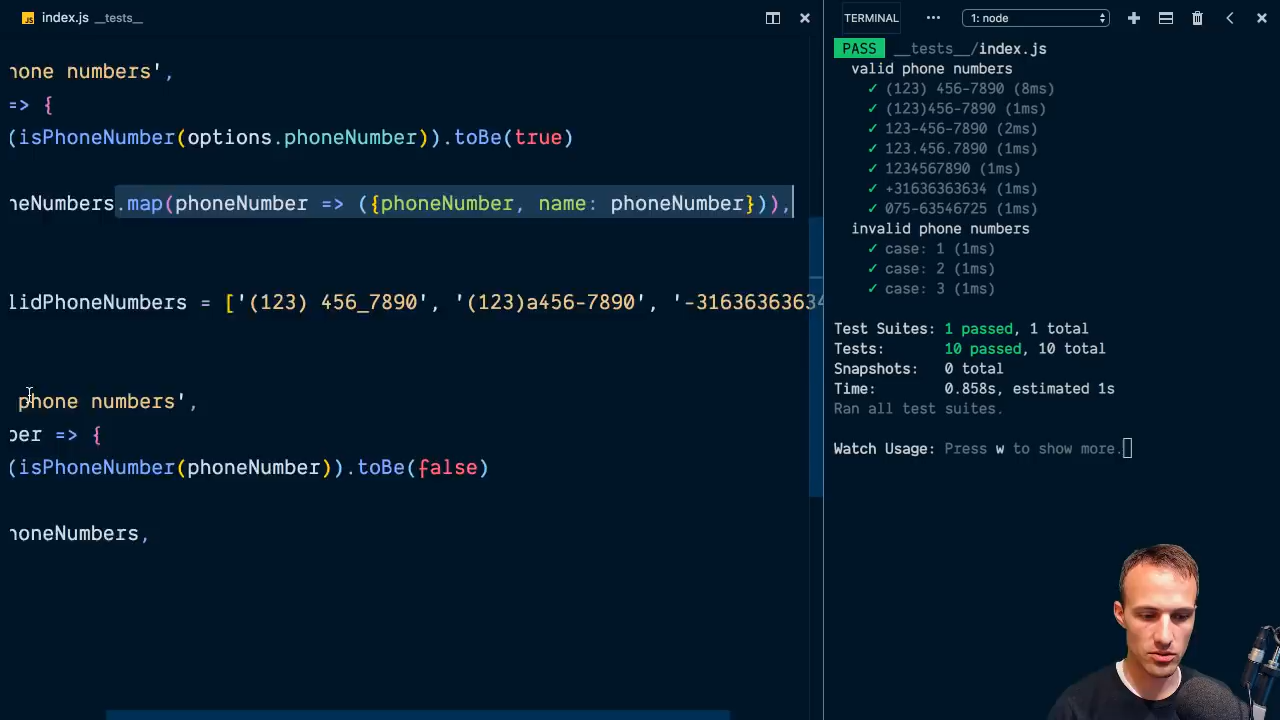 JS index.js __tests__
hone numbers',
=> {
(isPhoneNumber(options.phoneNumber)).toBe(true)
neNumbers.map(phoneNumber => ({phoneNumber, name: phoneNumber})),
lidPhoneNumbers = ['(123) 456_7890', '(123)a456-7890', '-31636363634
phone numbers',
ber => {
(isPhoneNumber(phoneNumber)).toBe(false)
honeNumbers,
TERMINAL ... 1: node
PASS __tests__/index.js
valid phone numbers
✓ (123) 456-7890 (8ms)
✓ (123)456-7890 (1ms)
✓ 123-456-7890 (2ms)
✓ 123.456.7890 (1ms)
✓ 1234567890 (1ms)
✓ +31636363634 (1ms)
✓ 075-63546725 (1ms)
invalid phone numbers
✓ case: 1 (1ms)
✓ case: 2 (1ms)
✓ case: 3 (1ms)
Test Suites: 1 passed, 1 total
Tests: 10 passed, 10 total
Snapshots: 0 total
Time: 0.858s, estimated 1s
Ran all test suites.
Watch Usage: Press w to show more.